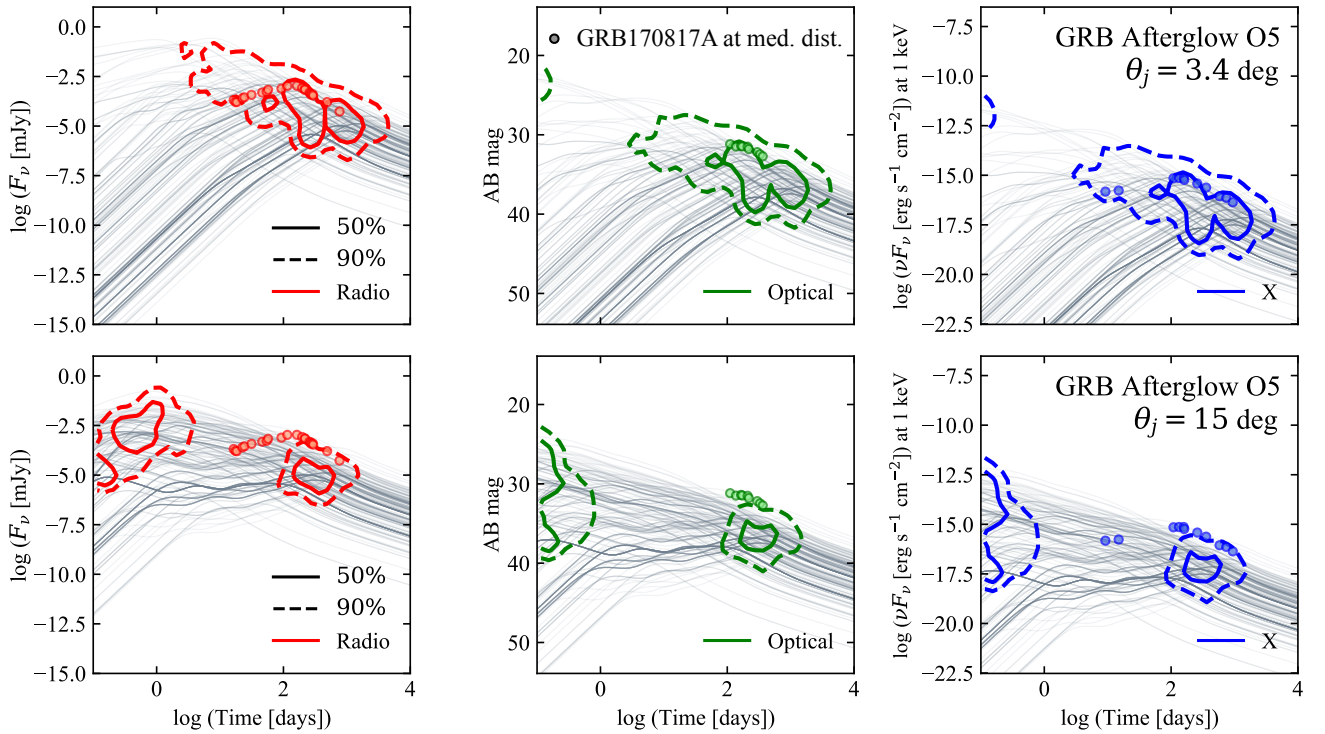 0.0
−2.5
−5.0
−7.5
−10.0
−12.5
−15.0
log (Fν [mJy])
50%
90%
Radio
20
30
40
50
AB mag
GRB170817A at med. dist.
Optical
−7.5
−10.0
−12.5
−15.0
−17.5
−20.0
−22.5
log (νFν [erg s⁻¹ cm⁻²]) at 1 keV
GRB Afterglow O5
θj = 3.4 deg
X
0.0
−2.5
−5.0
−7.5
−10.0
−12.5
−15.0
log (Fν [mJy])
50%
90%
Radio
0
2
4
log (Time [days])
20
30
40
50
AB mag
Optical
0
2
4
log (Time [days])
−7.5
−10.0
−12.5
−15.0
−17.5
−20.0
−22.5
log (νFν [erg s⁻¹ cm⁻²]) at 1 keV
GRB Afterglow O5
θj = 15 deg
X
0
2
4
log (Time [days])